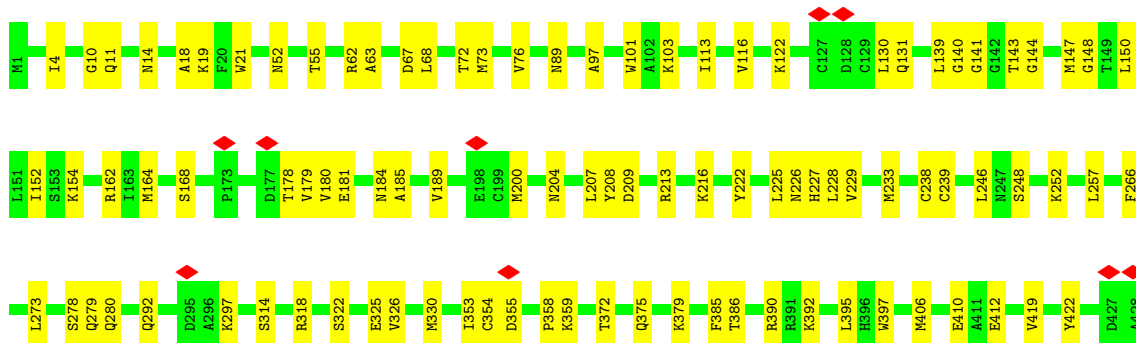 M1 I4 G10 Q11 N14 A18 K19 F20 W21 N52 T55 R62 A63 D67 L68 T72 M73 V76 N89 A97 W101 A102 K103 I113 V116 K122 C127 D128 C129 L130 Q131 L139 G140 G141 G142 T143 G144 M147 G148 T149 L150
L151 I152 S153 K154 R162 I163 M164 S168 P173 D177 T178 V179 V180 E181 N184 A185 V189 E198 C199 M200 N204 L207 Y208 D209 R213 K216 Y222 L225 N226 H227 L228 V229 M233 C238 C239 L246 N247 S248 K252 L257 F266
L273 S278 Q279 Q280 Q292 D295 A296 K297 S314 R318 S322 E325 V326 M330 I353 C354 D355 P358 K359 T372 Q375 K379 F385 T386 R390 R391 K392 L395 H396 W397 M406 E410 A411 E412 V419 Y422 D427 A428